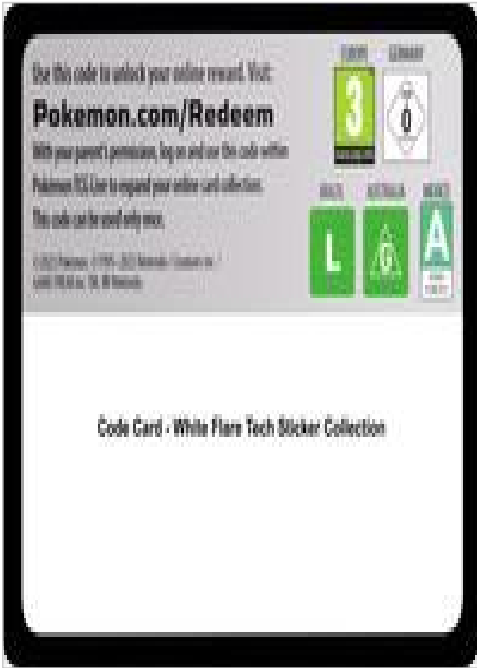 Use this code to unlock your online reward. Visit:
Pokemon.com/Redeem
With your parent's permission, log on and use this code within
Pokémon TCG Live to expand your online card collection.
This code can be used only once.
EUROPE GERMANY
3
0
BRAZIL AUSTRALIA MEXICO
L
G
A
Code Card - White Flare Tech Sticker Collection